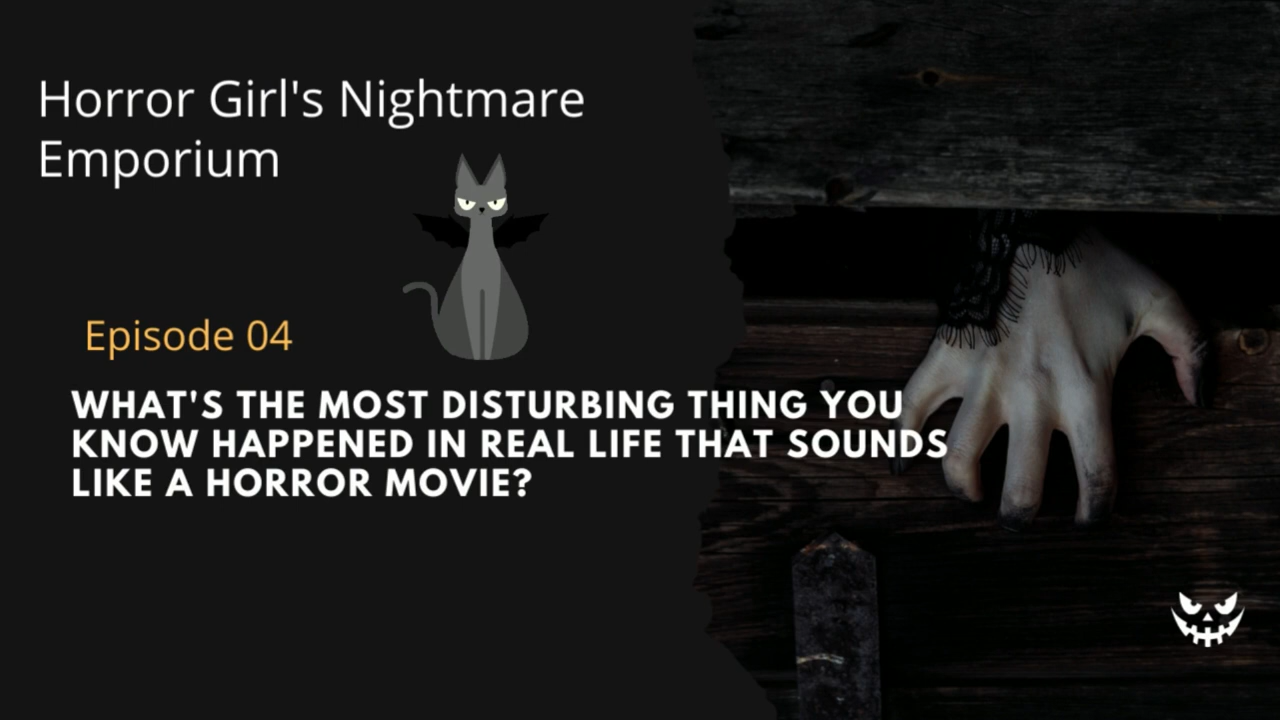 Horror Girl's Nightmare
Emporium
Episode 04
WHAT'S THE MOST DISTURBING THING YOU
KNOW HAPPENED IN REAL LIFE THAT SOUNDS
LIKE A HORROR MOVIE?